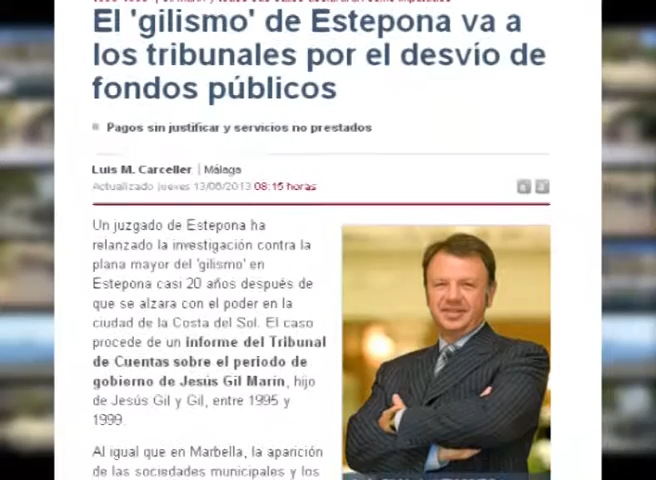 El 'gilismo' de Estepona va a
los tribunales por el desvío de
fondos públicos
Pagos sin justificar y servicios no prestados
Luis M. Carceller | Málaga
Actualizado jueves 13/06/2013 08:15 horas
Un juzgado de Estepona ha
relanzado la investigación contra la
plana mayor del 'gilismo' en
Estepona casi 20 años después de
que se alzara con el poder en la
ciudad de la Costa del Sol. El caso
procede de un informe del Tribunal
de Cuentas sobre el periodo de
gobierno de Jesús Gil Marín, hijo
de Jesús Gil y Gil, entre 1995 y
1999.
Al igual que en Marbella, la aparición
de las sociedades municipales y los